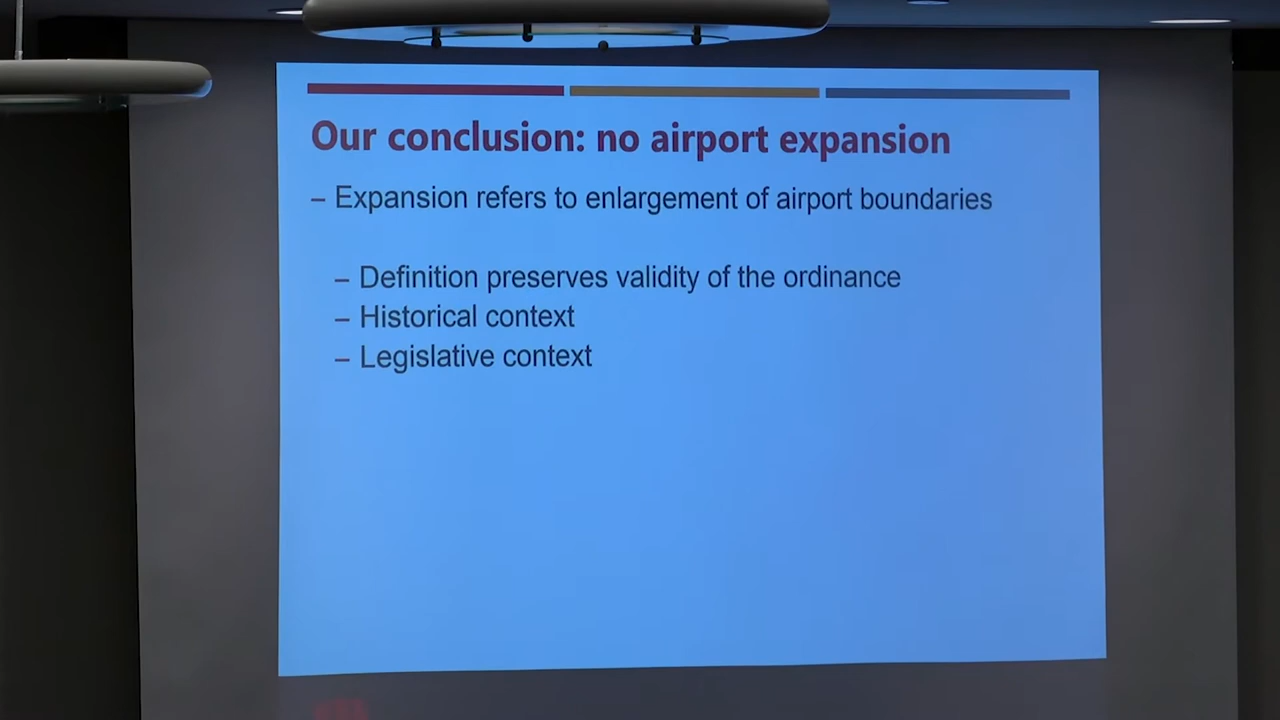 Our conclusion: no airport expansion
– Expansion refers to enlargement of airport boundaries
– Definition preserves validity of the ordinance
– Historical context
– Legislative context